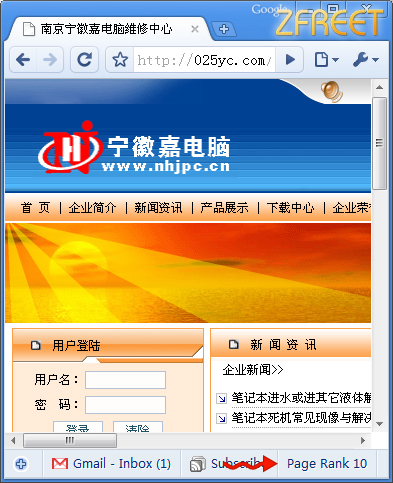 Google
ZFREET
南京宁徽嘉电脑维修中心
http://025yc.com/
宁徽嘉电脑
www.nhjpc.cn
首 页 | 企业简介 | 新闻资讯 | 产品展示 | 下载中心 | 企业荣
用户登陆
新 闻 资 讯
企业新闻>>
用户名：
笔记本进水或进其它液体解
密 码：
笔记本死机常见现像与解决
登录 清除
Gmail - Inbox (1) Subscrib Page Rank 10